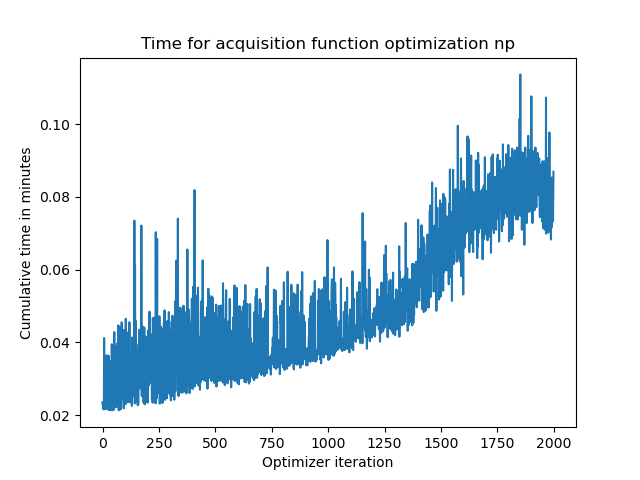 Time for acquisition function optimization np
Cumulative time in minutes
0.10
0.08
0.06
0.04
0.02
0 250 500 750 1000 1250 1500 1750 2000
Optimizer iteration